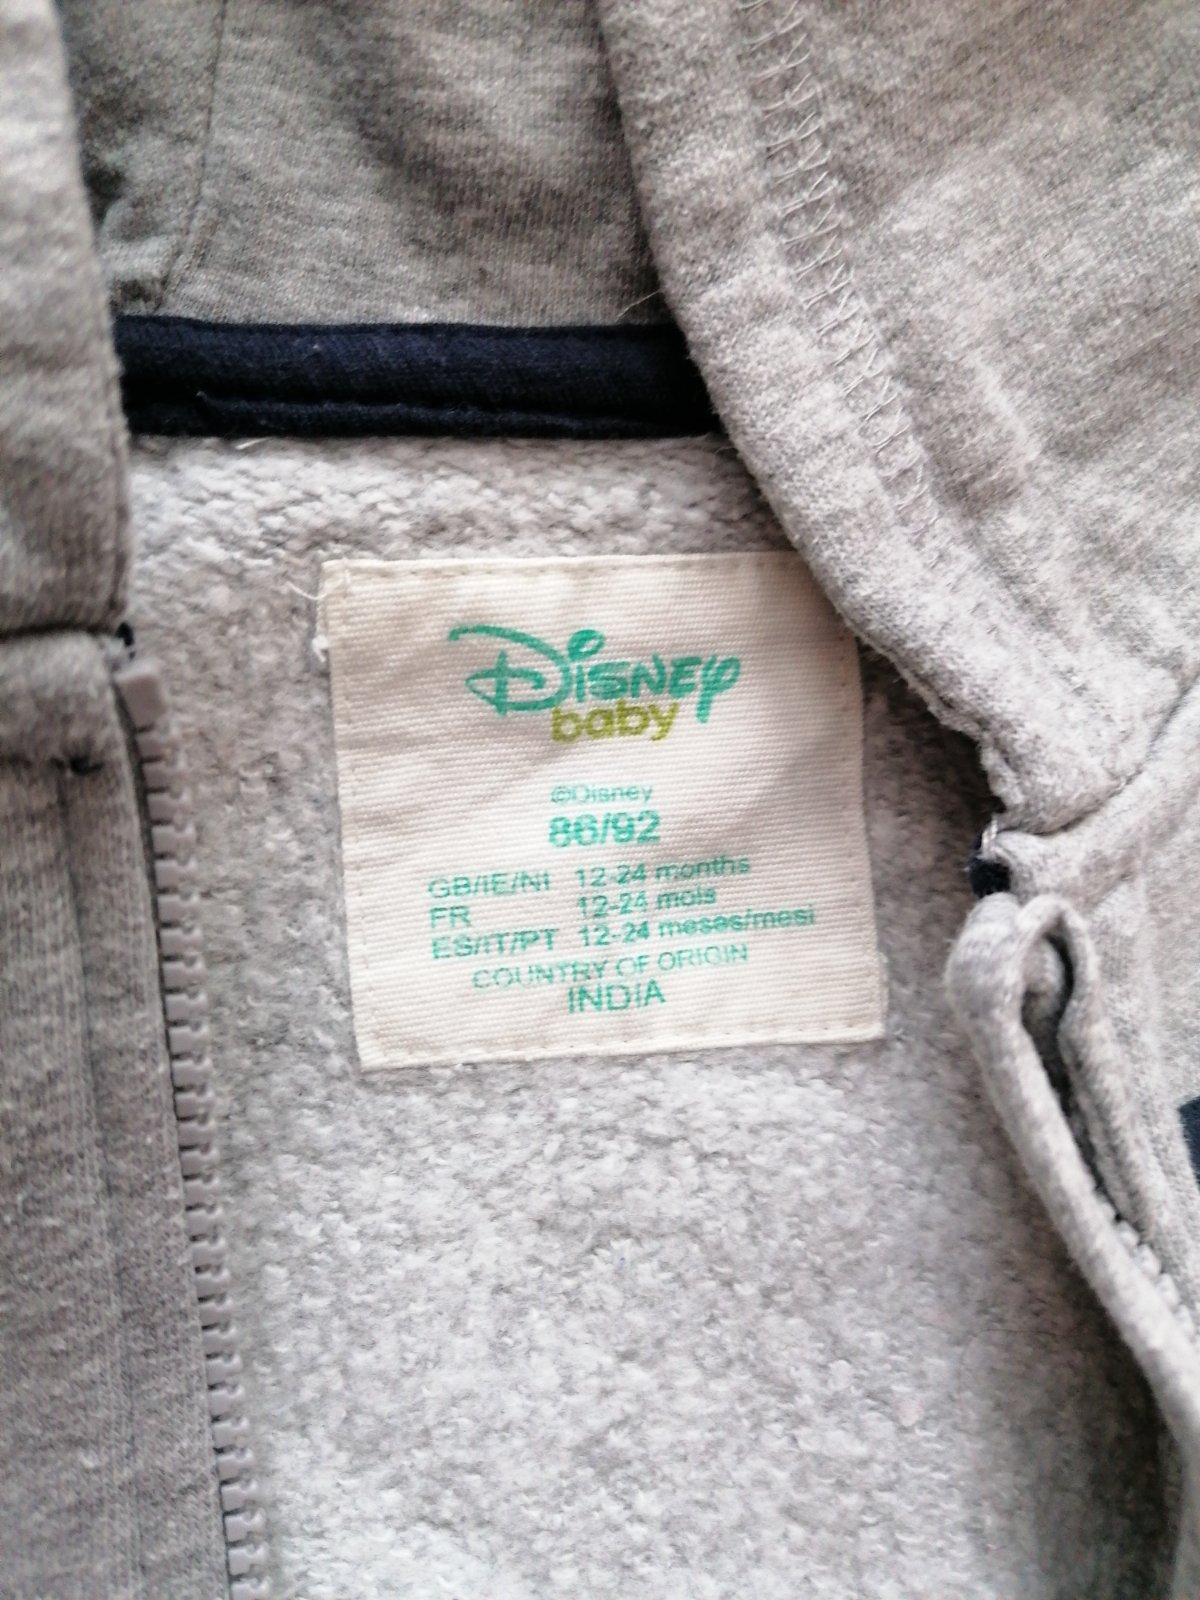 Disney
baby
©Disney
86/92
GB/IE/NI 12-24 months
FR 12-24 mois
ES/IT/PT 12-24 meses/mesi
COUNTRY OF ORIGIN
INDIA